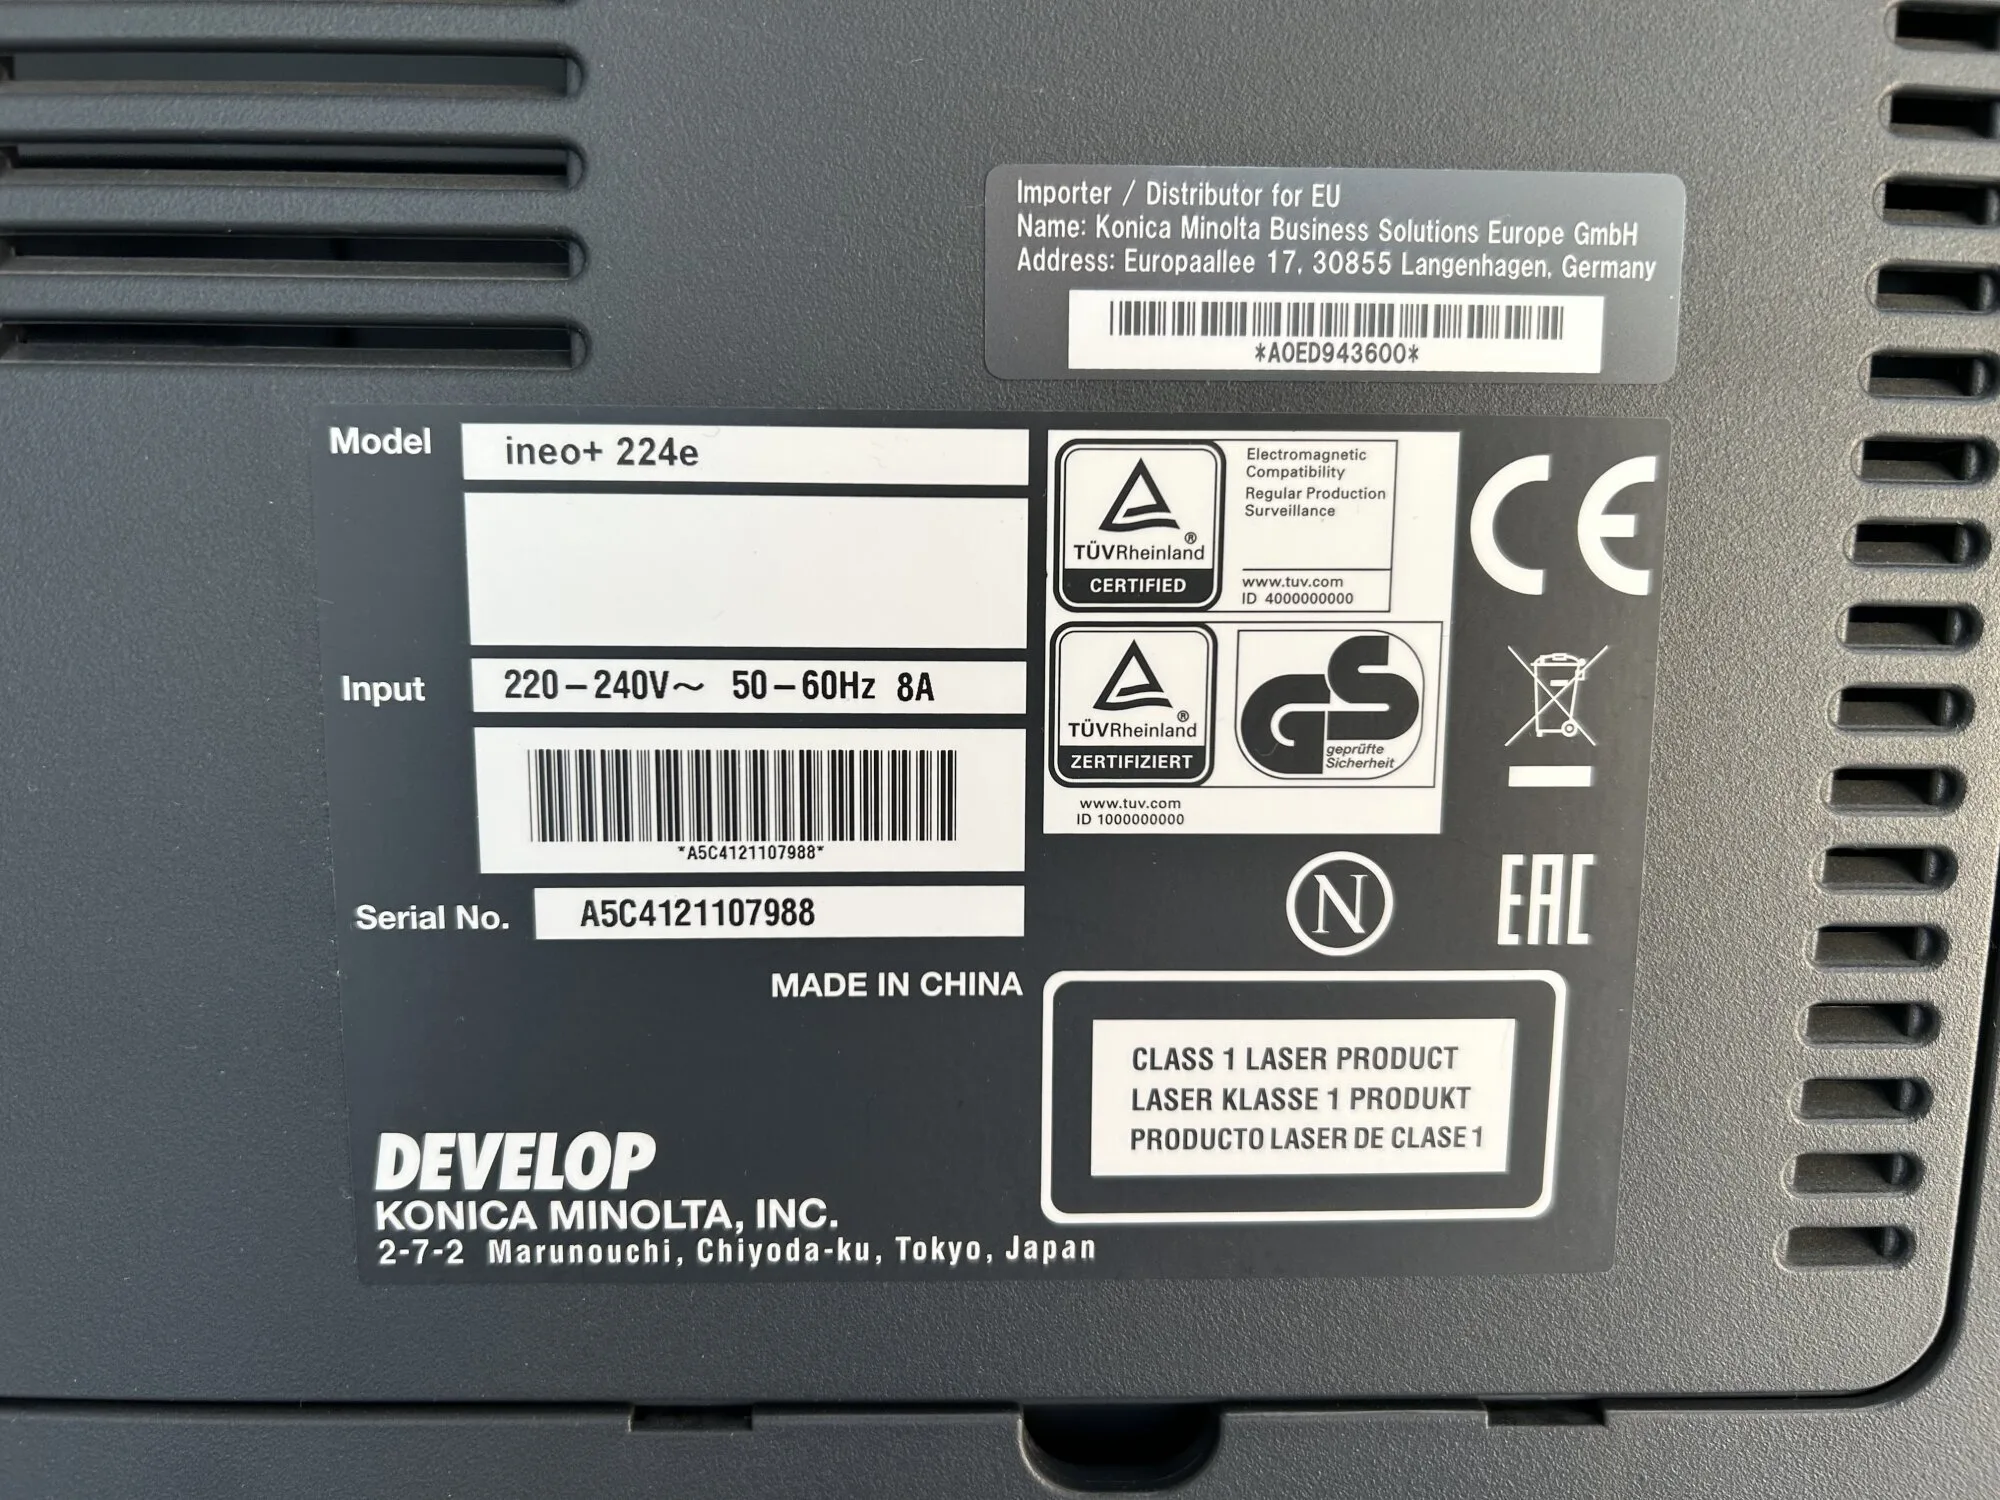 Importer / Distributor for EU
Name: Konica Minolta Business Solutions Europe GmbH
Address: Europaallee 17, 30855 Langenhagen, Germany
*A0ED943600*
Model ineo+ 224e
Input 220-240V~ 50-60Hz 8A
*A5C4121107988*
Serial No. A5C4121107988
MADE IN CHINA
DEVELOP
KONICA MINOLTA, INC.
2-7-2 Marunouchi, Chiyoda-ku, Tokyo, Japan
TÜVRheinland®
CERTIFIED
Electromagnetic
Compatibility
Regular Production
Surveillance
www.tuv.com
ID 4000000000
TÜVRheinland®
ZERTIFIZIERT
GS
geprüfte
Sicherheit
www.tuv.com
ID 1000000000
CE
N
EAC
CLASS 1 LASER PRODUCT
LASER KLASSE 1 PRODUKT
PRODUCTO LASER DE CLASE 1